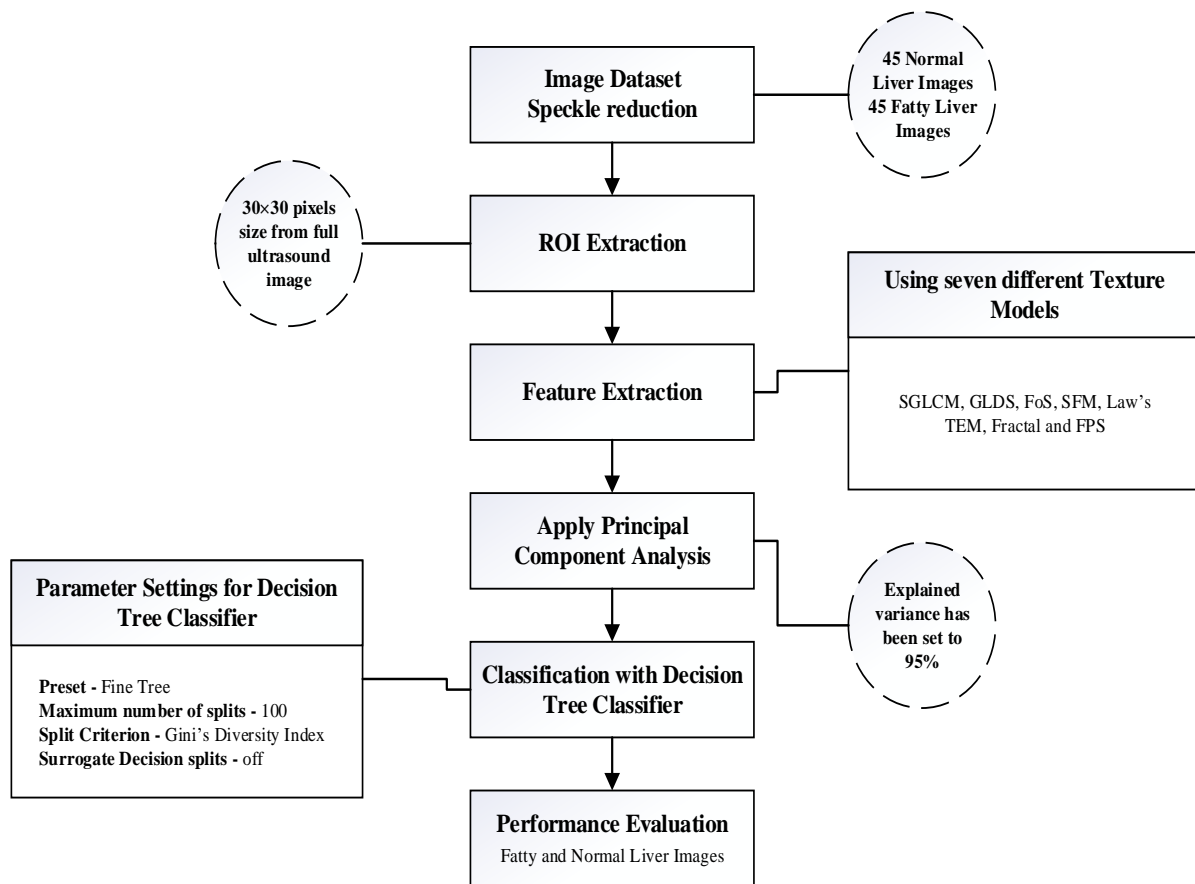 Image Dataset
Speckle reduction
45 Normal
Liver Images
45 Fatty Liver
Images
30×30 pixels
size from full
ultrasound
image
ROI Extraction
Using seven different Texture
Models
SGLCM, GLDS, FoS, SFM, Law's
TEM, Fractal and FPS
Feature Extraction
Apply Principal
Component Analysis
Explained
variance has
been set to
95%
Parameter Settings for Decision
Tree Classifier
Preset - Fine Tree
Maximum number of splits - 100
Split Criterion - Gini's Diversity Index
Surrogate Decision splits - off
Classification with Decision
Tree Classifier
Performance Evaluation
Fatty and Normal Liver Images